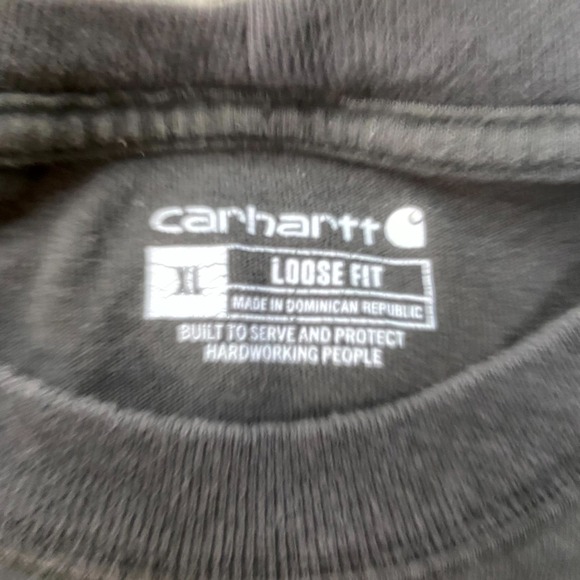 carhartt
XL LOOSE FIT
MADE IN DOMINICAN REPUBLIC
BUILT TO SERVE AND PROTECT
HARDWORKING PEOPLE